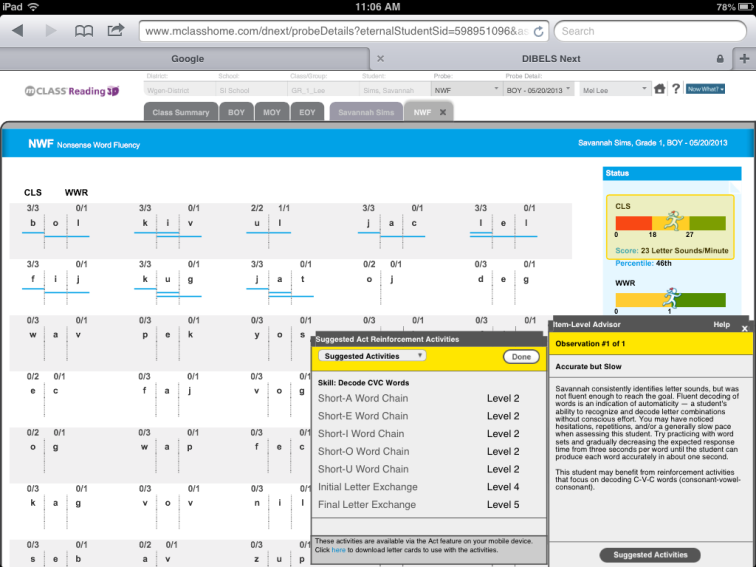 iPad 11:06 AM 78%
www.mclasshome.com/dnext/probeDetails?eternalStudentSid=598951096&as Search
Google DIBELS Next
District: School: Class/Group: Student: Probe: Probe Detail:
mCLASS Reading 3D Wgen-District SI School GR_1_Lee Sims, Savannah NWF BOY - 05/20/2013 Mel Lee ? Now What?
Class Summary BOY MOY EOY Savannah Sims NWF
NWF Nonsense Word Fluency Savannah Sims, Grade 1, BOY - 05/20/2013
Status
CLS WWR
3/3 0/1 3/3 0/1 2/2 1/1 3/3 0/1 3/3 0/1
b o l k i v u l j a c l e l
CLS
0 18 27
Score: 23 Letter Sounds/Minute
Percentile: 46th
3/3 0/1 3/3 0/1 3/3 0/1 0/2 0/1 0/3 0/1
f i j k u g j a t o j d e g
WWR
0 1
0/3 0/1 0/3 0/1 0/3 0/1 0/3 0/1 0/3 0/1
w a v p e k y o s
0/2 0/1 0/3 0/1 0/3 0/1
e c f a j v o g
0/2 0/1 0/3 0/1 0/3 0/1
o g w a p f e c
0/3 0/1 0/3 0/1 0/3 0/1
k a g v o v n i l
0/3 0/1 0/2 0/1 0/3 0/1
s e b a v z u p
Suggested Act Reinforcement Activities
Suggested Activities Done
Skill: Decode CVC Words
Short-A Word Chain Level 2
Short-E Word Chain Level 2
Short-I Word Chain Level 2
Short-O Word Chain Level 2
Short-U Word Chain Level 2
Initial Letter Exchange Level 4
Final Letter Exchange Level 5
These activities are available via the Act feature on your mobile device.
Click here to download letter cards to use with the activities.
Item-Level Advisor Help x
Observation #1 of 1
Accurate but Slow
Savannah consistently identifies letter sounds, but was
not fluent enough to reach the goal. Fluent decoding of
words is an indication of automaticity — a student's
ability to recognize and decode letter combinations
without conscious effort. You may have noticed
hesitations, repetitions, and/or a generally slow pace
when assessing this student. Try practicing with word
sets and gradually decreasing the expected response
time from three seconds per word until the student can
produce each word accurately in about one second.
This student may benefit from reinforcement activities
that focus on decoding C-V-C words (consonant-vowel-
consonant).
Suggested Activities